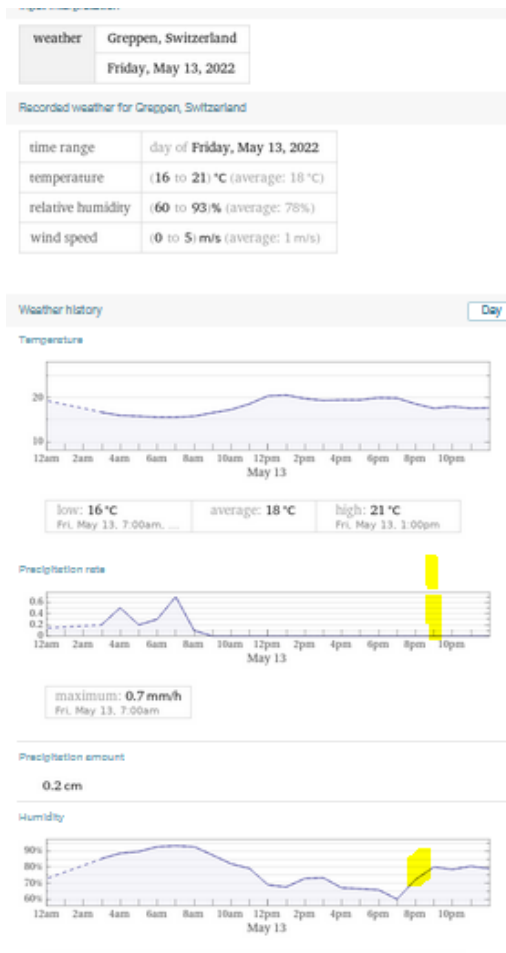 weather Greppen, Switzerland
Friday, May 13, 2022
Recorded weather for Greppen, Switzerland
time range day of Friday, May 13, 2022
temperature (16 to 21) °C (average: 18 °C)
relative humidity (60 to 93)% (average: 78%)
wind speed (0 to 5) m/s (average: 1 m/s)
Weather history Day
Temperature
20
10
12am 2am 4am 6am 8am 10am 12pm 2pm 4pm 6pm 8pm 10pm
May 13
low: 16 °C average: 18 °C high: 21 °C
Fri, May 13, 7:00am, ... Fri, May 13, 1:00pm
Precipitation rate
0.6
0.4
0.2
0
12am 2am 4am 6am 8am 10am 12pm 2pm 4pm 6pm 8pm 10pm
May 13
maximum: 0.7 mm/h
Fri, May 13, 7:00am
Precipitation amount
0.2 cm
Humidity
90%
80%
70%
60%
12am 2am 4am 6am 8am 10am 12pm 2pm 4pm 6pm 8pm 10pm
May 13